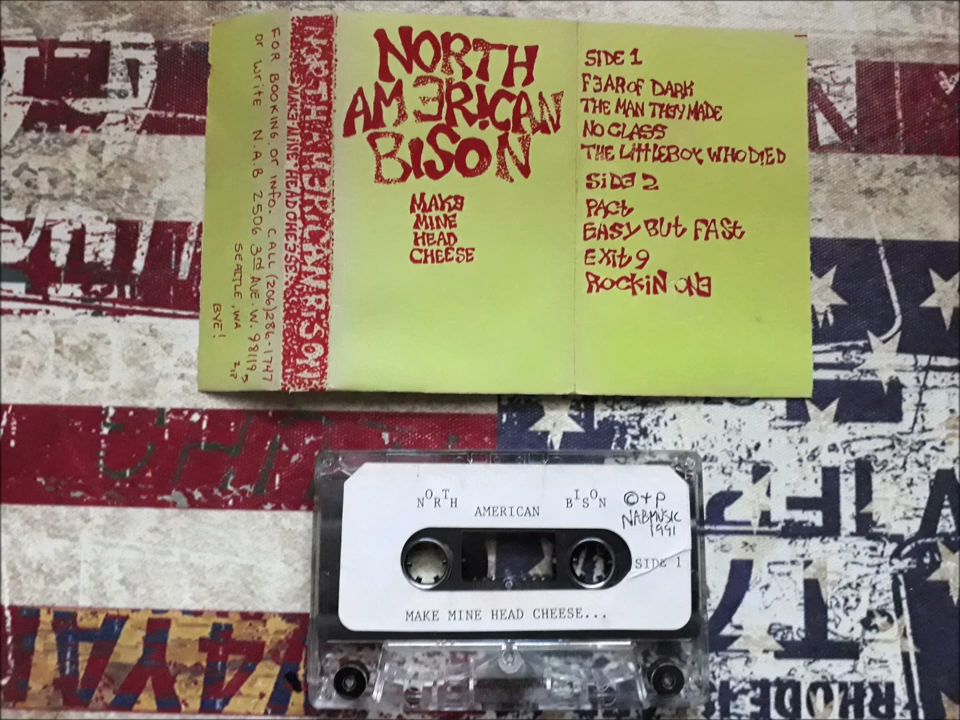 FOR BOOKING OR INFO. CALL (206)286-1747
OR WRITE N.A.B 2506 3rd AVE. W. 98119
SEATTLE, WA
BYE!
NORTH AMERICAN BISON
MAKE MINE HEAD CHEESE
NORTH
AMERICAN
BISON
MAKE
MINE
HEAD
CHEESE
SIDE 1
FEAR OF DARK
THE MAN THEY MADE
NO CLASS
THE LITTLE BOY WHO DIED
SIDE 2
PACT
EASY BUT FAST
EXIT 9
ROCKIN ONE
NORTH AMERICAN BISON
©+P
NABMUSIC
1991
SIDE 1
MAKE MINE HEAD CHEESE...
RHODE